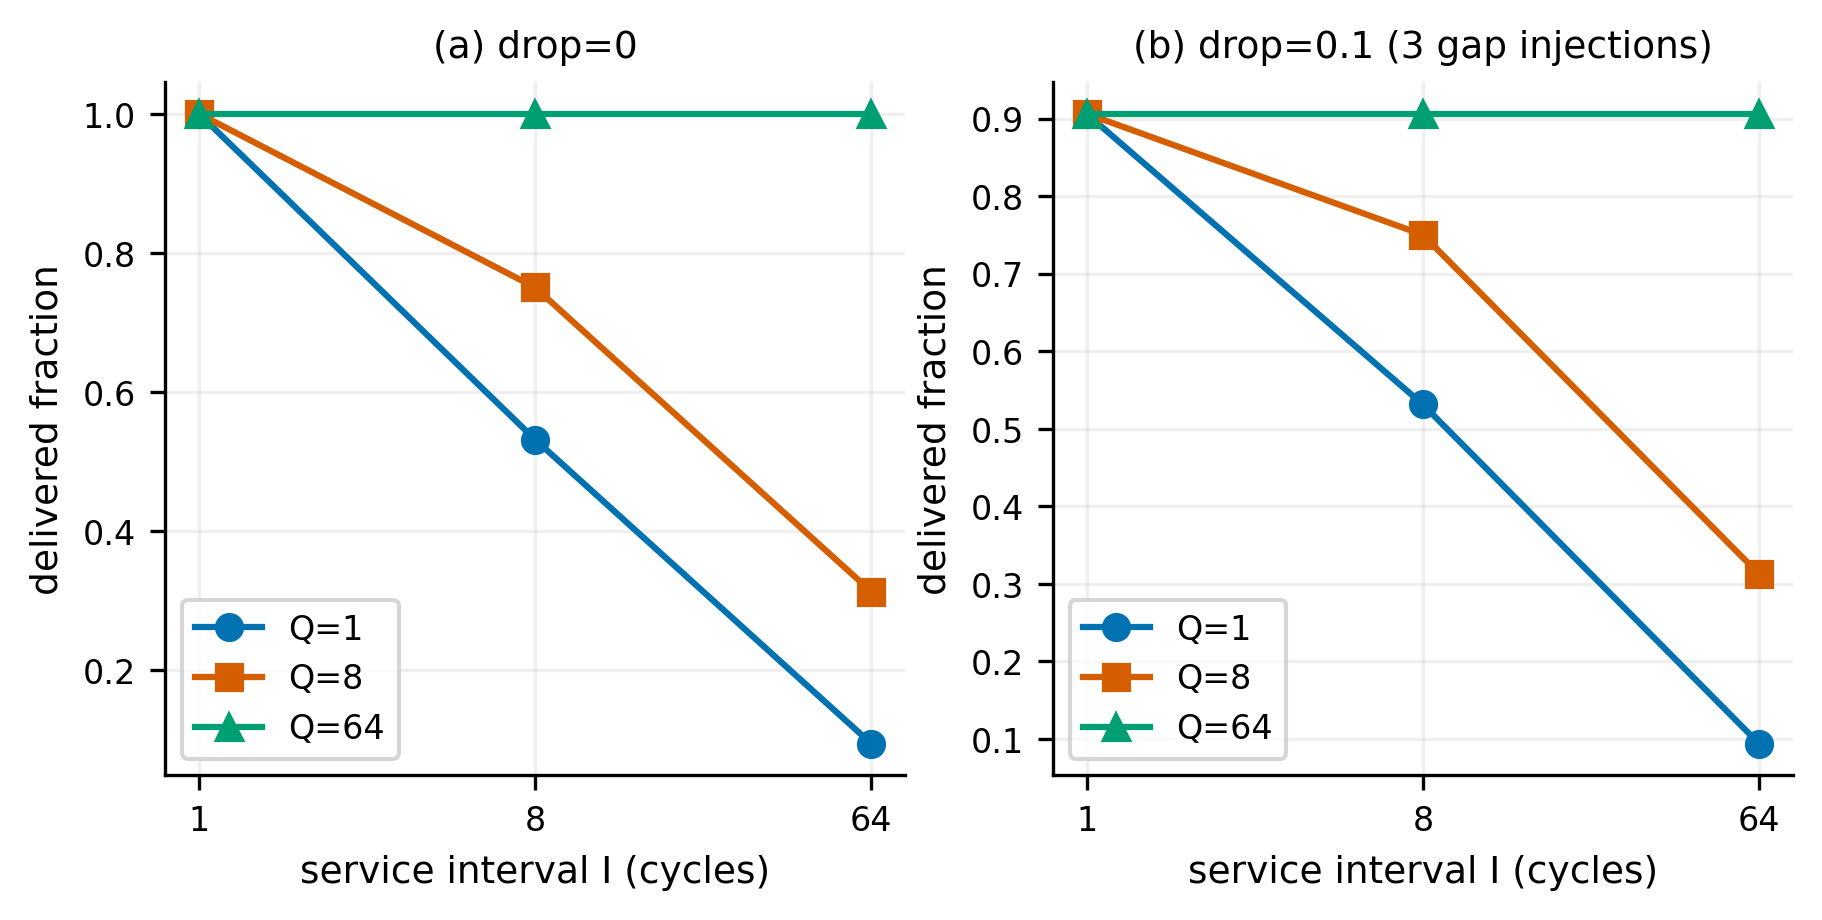 (a) drop=0
delivered fraction
1.0
0.8
0.6
0.4
0.2
Q=1
Q=8
Q=64
1 8 64
service interval I (cycles)
(b) drop=0.1 (3 gap injections)
delivered fraction
0.9
0.8
0.7
0.6
0.5
0.4
0.3
0.2
0.1
Q=1
Q=8
Q=64
1 8 64
service interval I (cycles)